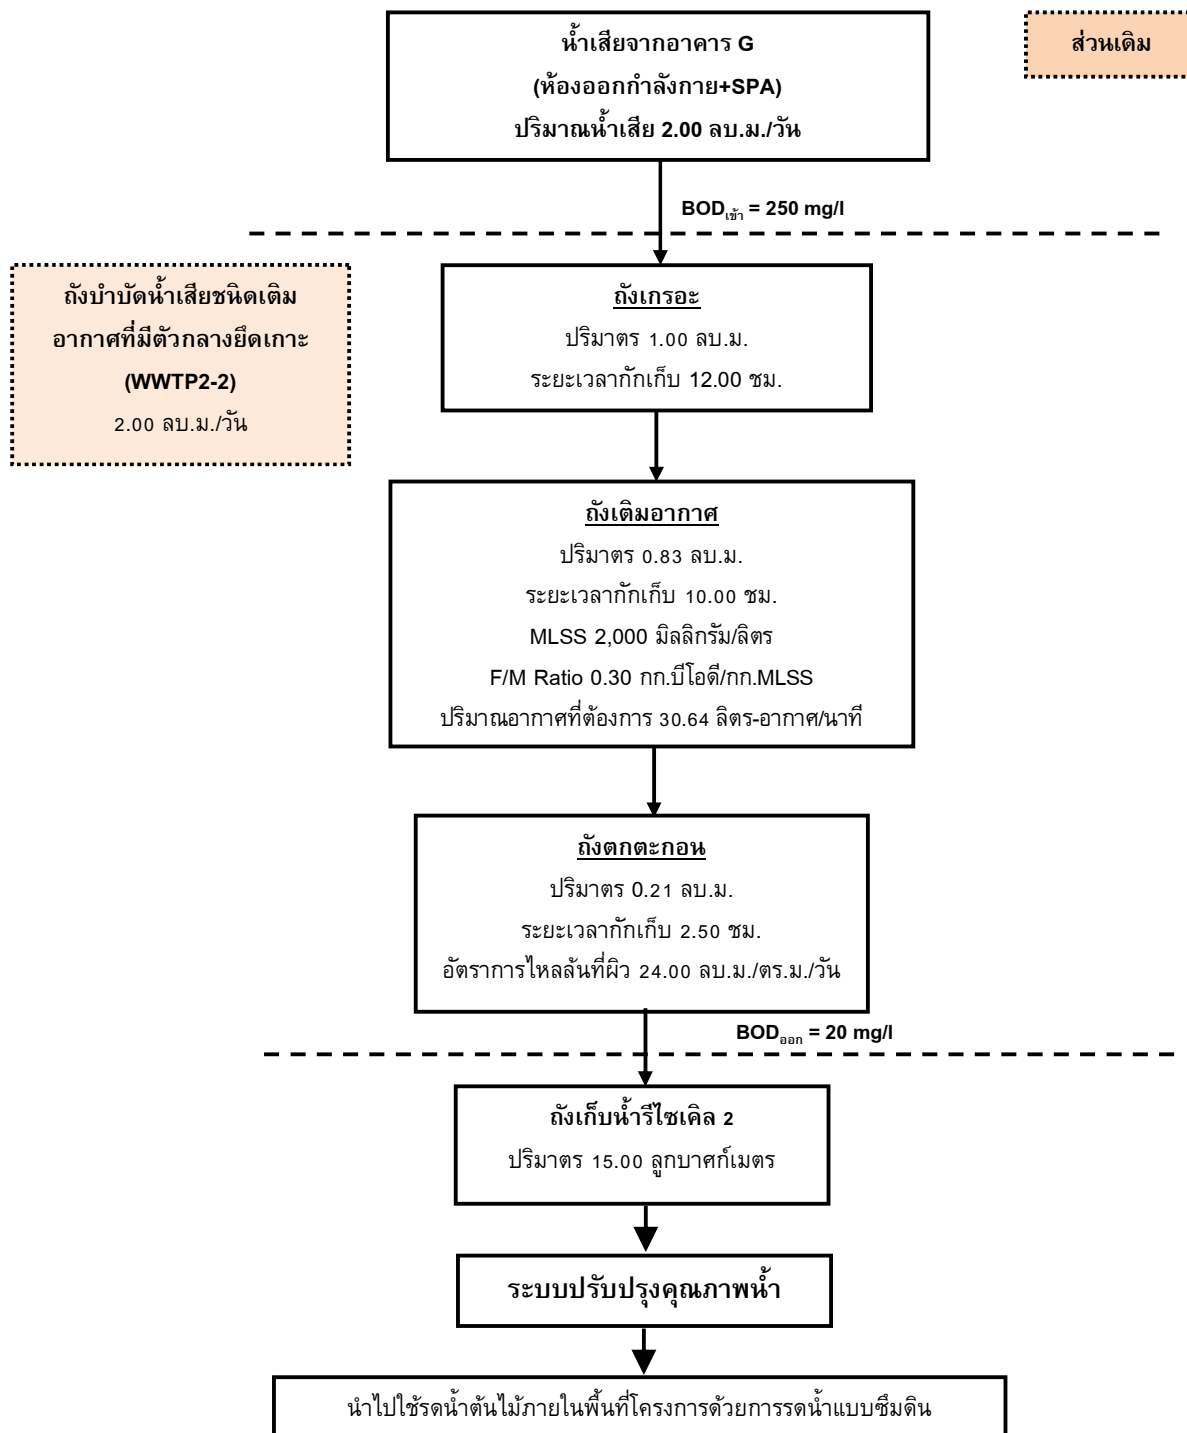 น้ำเสียจากอาคาร G
(ห้องออกกำลังกาย+SPA)
ปริมาณน้ำเสีย 2.00 ลบ.ม./วัน
ส่วนเดิม
BODเข้า = 250 mg/l
ถังบำบัดน้ำเสียชนิดเติม
อากาศที่มีตัวกลางยึดเกาะ
(WWTP2-2)
2.00 ลบ.ม./วัน
ถังเกรอะ
ปริมาตร 1.00 ลบ.ม.
ระยะเวลากักเก็บ 12.00 ชม.
ถังเติมอากาศ
ปริมาตร 0.83 ลบ.ม.
ระยะเวลากักเก็บ 10.00 ชม.
MLSS 2,000 มิลลิกรัม/ลิตร
F/M Ratio 0.30 กก.บีโอดี/กก.MLSS
ปริมาณอากาศที่ต้องการ 30.64 ลิตร-อากาศ/นาที
ถังตกตะกอน
ปริมาตร 0.21 ลบ.ม.
ระยะเวลากักเก็บ 2.50 ชม.
อัตราการไหลล้นที่ผิว 24.00 ลบ.ม./ตร.ม./วัน
BODออก = 20 mg/l
ถังเก็บน้ำรีไซเคิล 2
ปริมาตร 15.00 ลูกบาศก์เมตร
ระบบปรับปรุงคุณภาพน้ำ
นำไปใช้รดน้ำต้นไม้ภายในพื้นที่โครงการด้วยการรดน้ำแบบซึมดิน